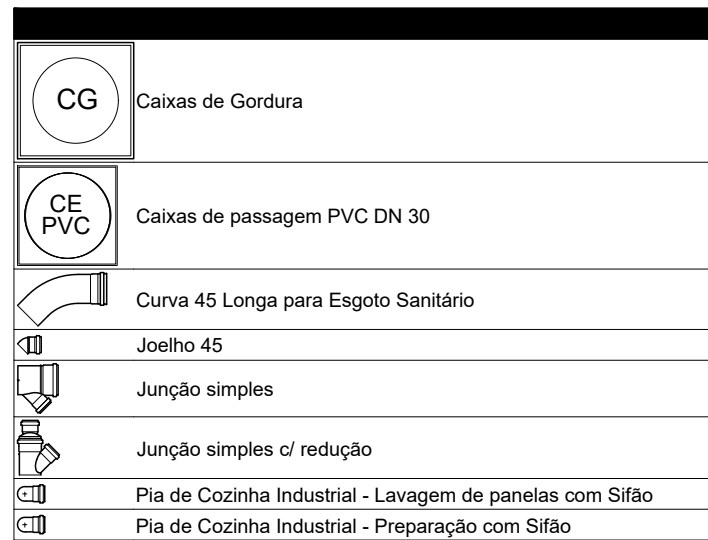 CG
Caixas de Gordura
CE
PVC
Caixas de passagem PVC DN 30
Curva 45 Longa para Esgoto Sanitário
Joelho 45
Junção simples
Junção simples c/ redução
Pia de Cozinha Industrial - Lavagem de panelas com Sifão
Pia de Cozinha Industrial - Preparação com Sifão